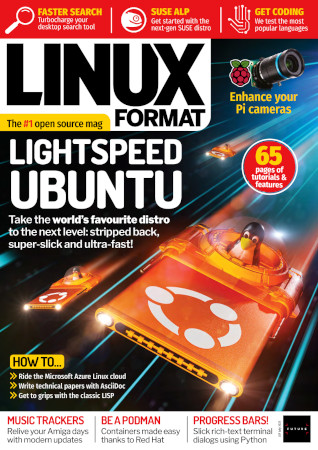 FASTER SEARCH
Turbocharge your
desktop search tool
SUSE ALP
Get started with the
next-gen SUSE distro
GET CODING
We test the most
popular languages
LINUX
FORMAT
The #1 open source mag
Enhance your
Pi cameras
LIGHTSPEED
UBUNTU
65
pages of
tutorials &
features
Take the world's favourite distro
to the next level: stripped back,
super-slick and ultra-fast!
HOW TO...
Ride the Microsoft Azure Linux cloud
Write technical papers with AsciiDoc
Get to grips with the classic LISP
MUSIC TRACKERS
Relive your Amiga days
with modern updates
BE A PODMAN
Containers made easy
thanks to Red Hat
PROGRESS BARS!
Slick rich-text terminal
dialogs using Python
FUTURE